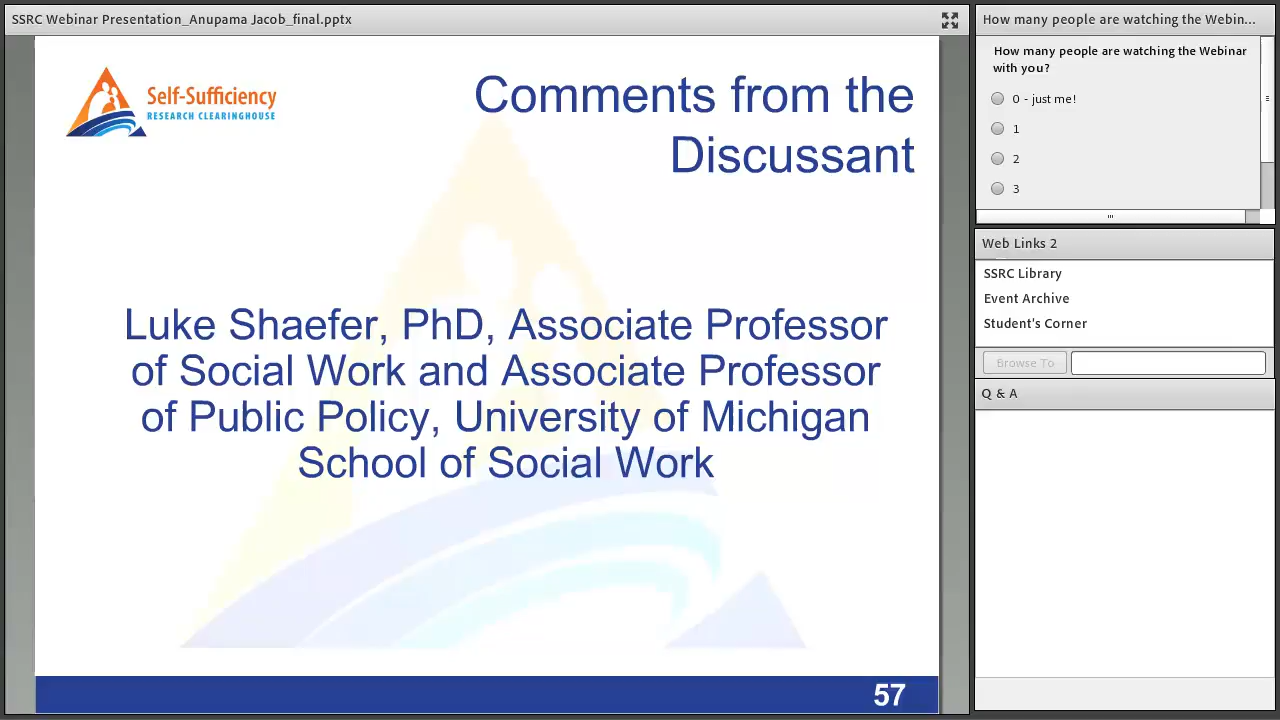 SSRC Webinar Presentation_Anupama Jacob_final.pptx
Self-Sufficiency
RESEARCH CLEARINGHOUSE
Comments from the
Discussant
Luke Shaefer, PhD, Associate Professor
of Social Work and Associate Professor
of Public Policy, University of Michigan
School of Social Work
57
How many people are watching the Webin...
How many people are watching the Webinar
with you?
0 - just me!
1
2
3
Web Links 2
SSRC Library
Event Archive
Student's Corner
Browse To
Q & A